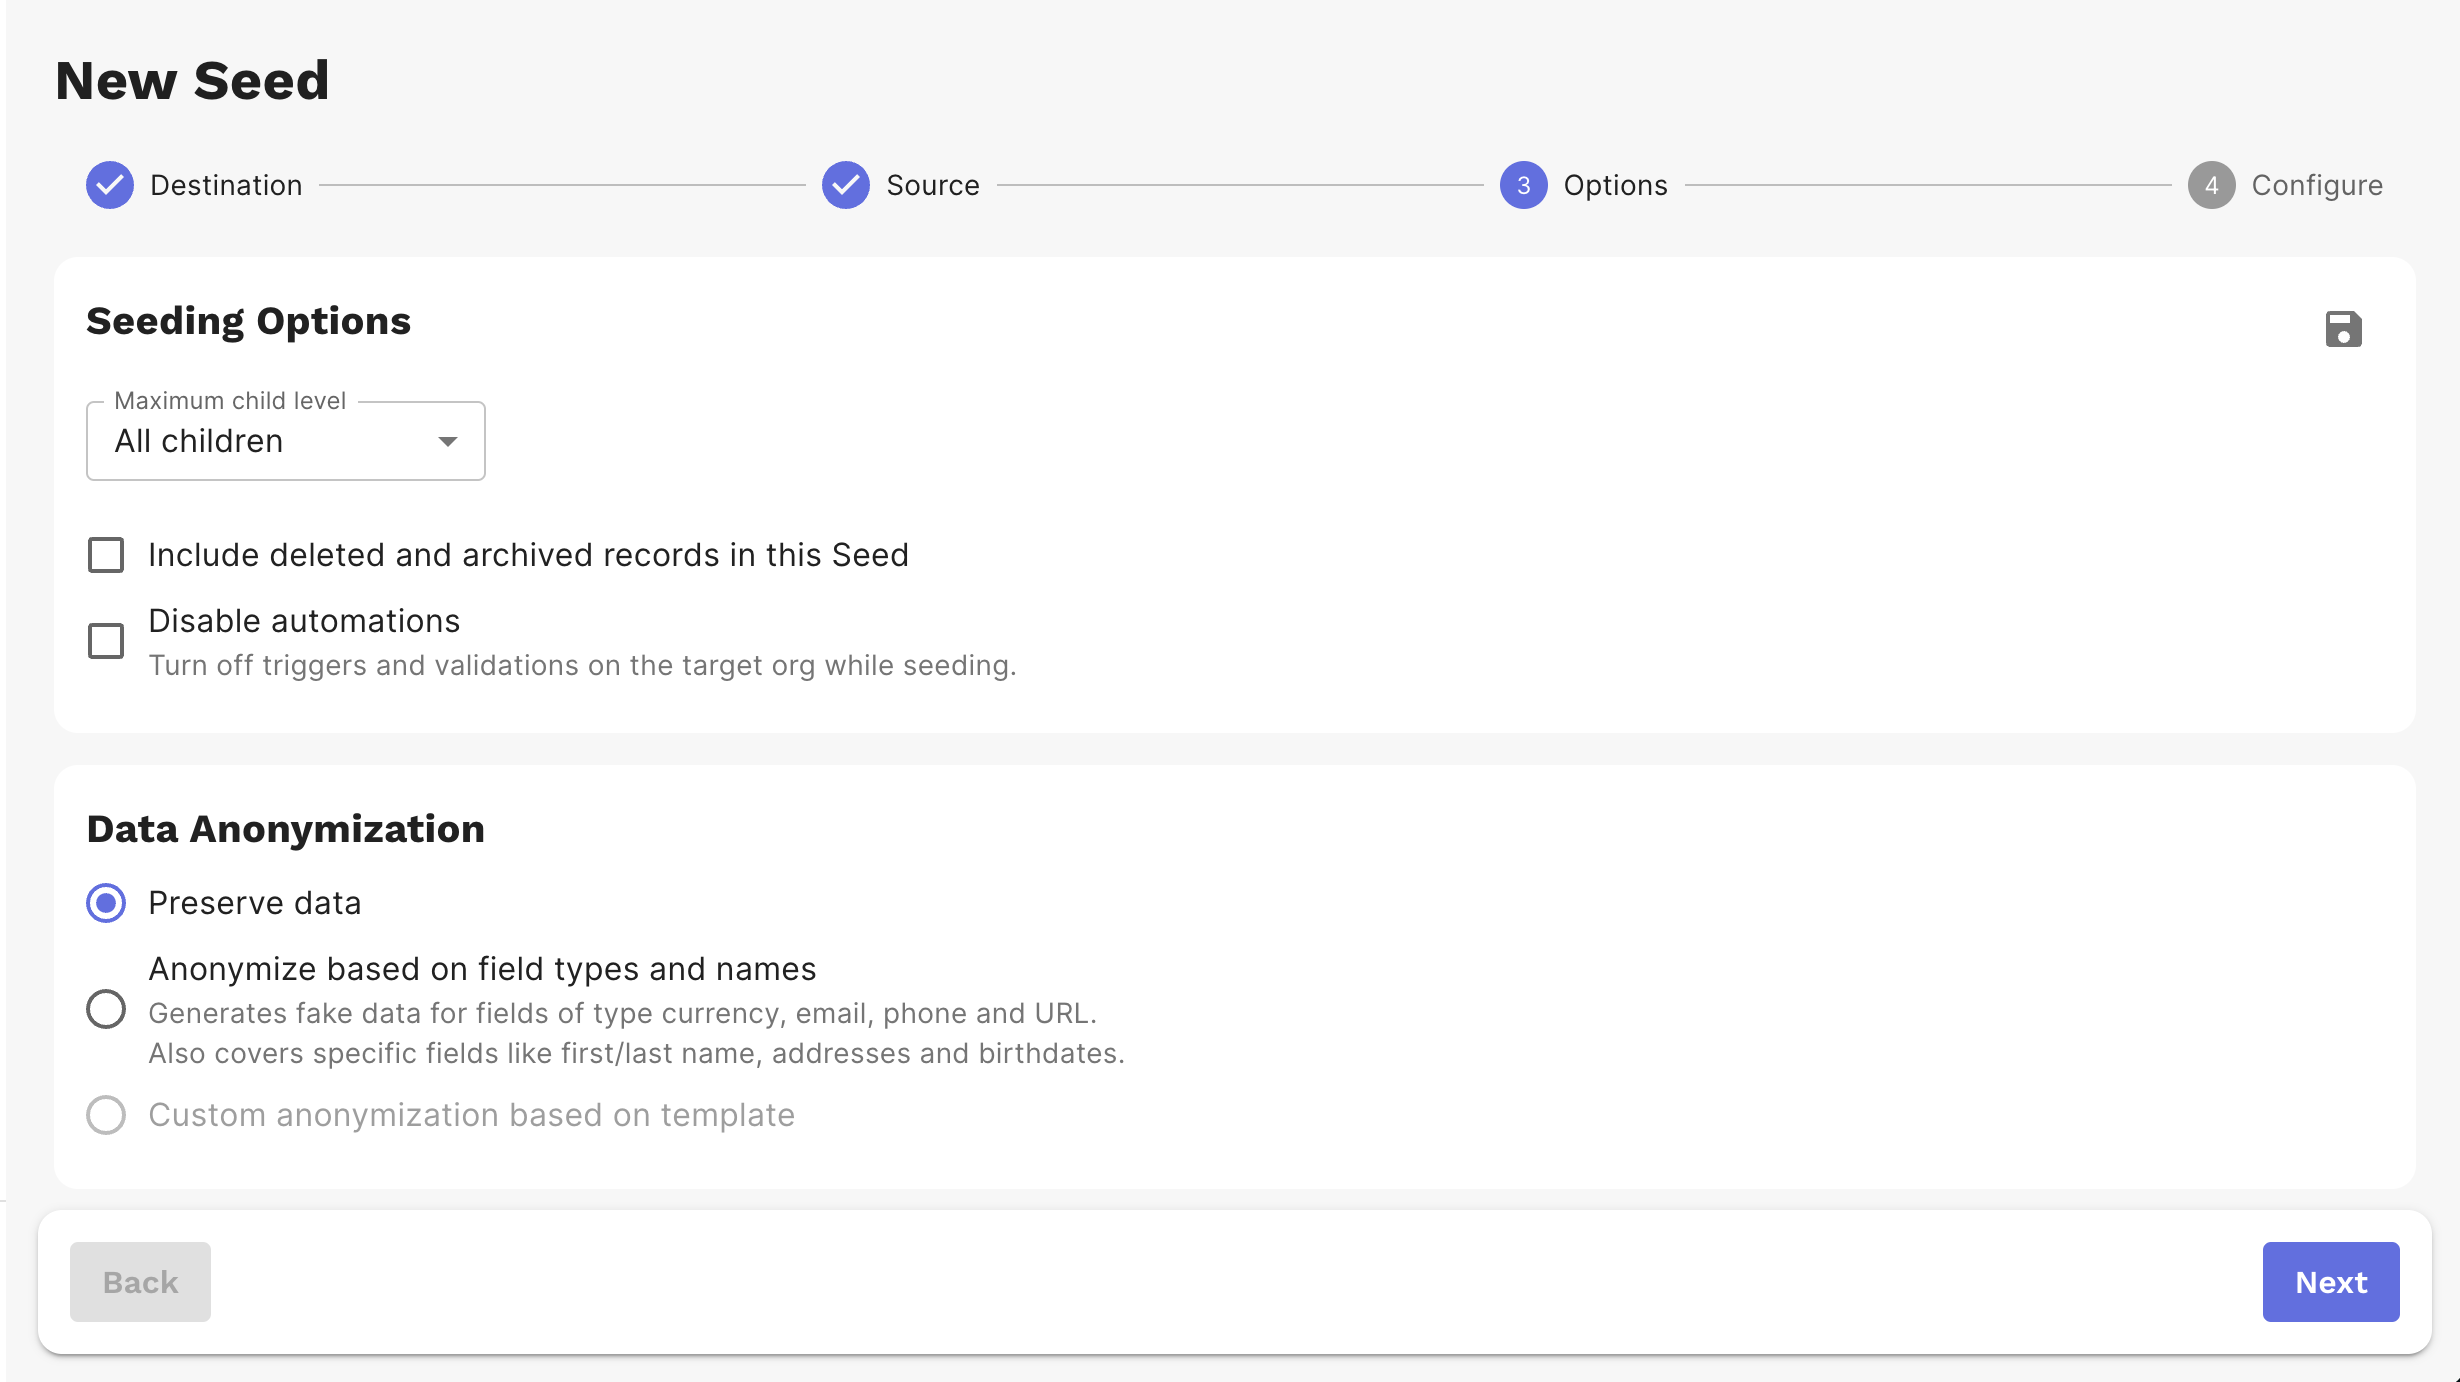 New Seed
Destination
Source
3 Options
4 Configure
Seeding Options
Maximum child level
All children
Include deleted and archived records in this Seed
Disable automations
Turn off triggers and validations on the target org while seeding.
Data Anonymization
Preserve data
Anonymize based on field types and names
Generates fake data for fields of type currency, email, phone and URL.
Also covers specific fields like first/last name, addresses and birthdates.
Custom anonymization based on template
Back
Next